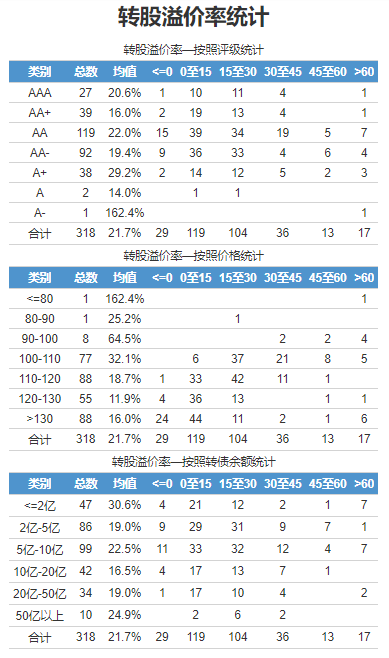 转股溢价率统计
转股溢价率—按照评级统计
类别 总数 均值 <=0 0至15 15至30 30至45 45至60 >60
AAA 27 20.6% 1 10 11 4 1
AA+ 39 16.0% 2 19 13 4 1
AA 119 22.0% 15 39 34 19 5 7
AA- 92 19.4% 9 36 33 4 6 4
A+ 38 29.2% 2 14 12 5 2 3
A 2 14.0% 1 1
A- 1 162.4% 1
合计 318 21.7% 29 119 104 36 13 17
转股溢价率—按照价格统计
类别 总数 均值 <=0 0至15 15至30 30至45 45至60 >60
<=80 1 162.4% 1
80-90 1 25.2% 1
90-100 8 64.5% 2 2 4
100-110 77 32.1% 6 37 21 8 5
110-120 88 18.7% 1 33 42 11 1
120-130 55 11.9% 4 36 13 1 1
>130 88 16.0% 24 44 11 2 1 6
合计 318 21.7% 29 119 104 36 13 17
转股溢价率—按照转债余额统计
类别 总数 均值 <=0 0至15 15至30 30至45 45至60 >60
<=2亿 47 30.6% 4 21 12 2 1 7
2亿-5亿 86 19.0% 9 29 31 9 7 1
5亿-10亿 99 22.5% 11 33 32 12 4 7
10亿-20亿 42 16.5% 4 17 13 7 1
20亿-50亿 34 19.0% 1 17 10 4 2
50亿以上 10 24.9% 2 6 2
合计 318 21.7% 29 119 104 36 13 17